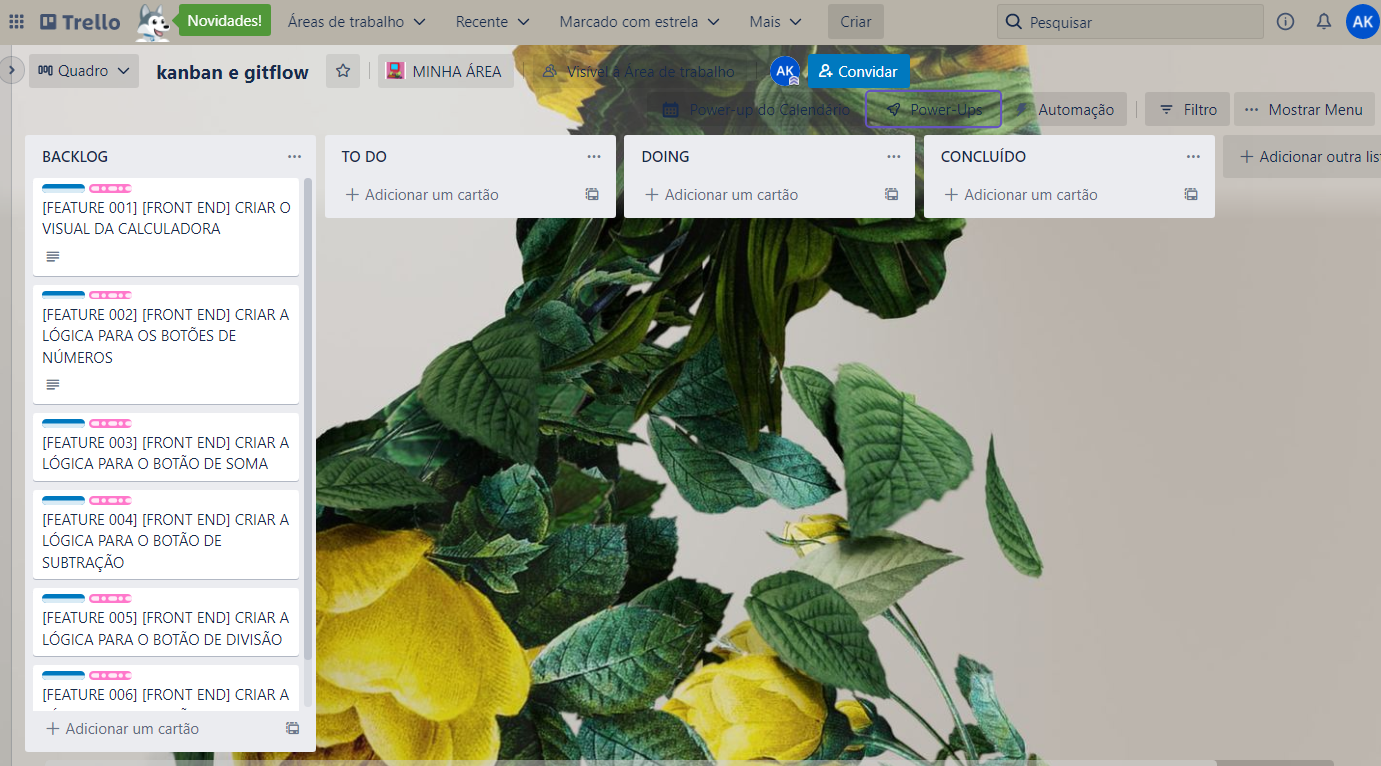 Trello
Novidades!
Áreas de trabalho
Recente
Marcado com estrela
Mais
Criar
Pesquisar
AK
Quadro
kanban e gitflow
MINHA ÁREA
Visível à Área de trabalho
AK
Convidar
Power-up do Calendário
Power-Ups
Automação
Filtro
Mostrar Menu
BACKLOG
[FEATURE 001] [FRONT END] CRIAR O
VISUAL DA CALCULADORA
[FEATURE 002] [FRONT END] CRIAR A
LÓGICA PARA OS BOTÕES DE
NÚMEROS
[FEATURE 003] [FRONT END] CRIAR A
LÓGICA PARA O BOTÃO DE SOMA
[FEATURE 004] [FRONT END] CRIAR A
LÓGICA PARA O BOTÃO DE
SUBTRAÇÃO
[FEATURE 005] [FRONT END] CRIAR A
LÓGICA PARA O BOTÃO DE DIVISÃO
[FEATURE 006] [FRONT END] CRIAR A
Adicionar um cartão
TO DO
Adicionar um cartão
DOING
Adicionar um cartão
CONCLUÍDO
Adicionar um cartão
Adicionar outra list